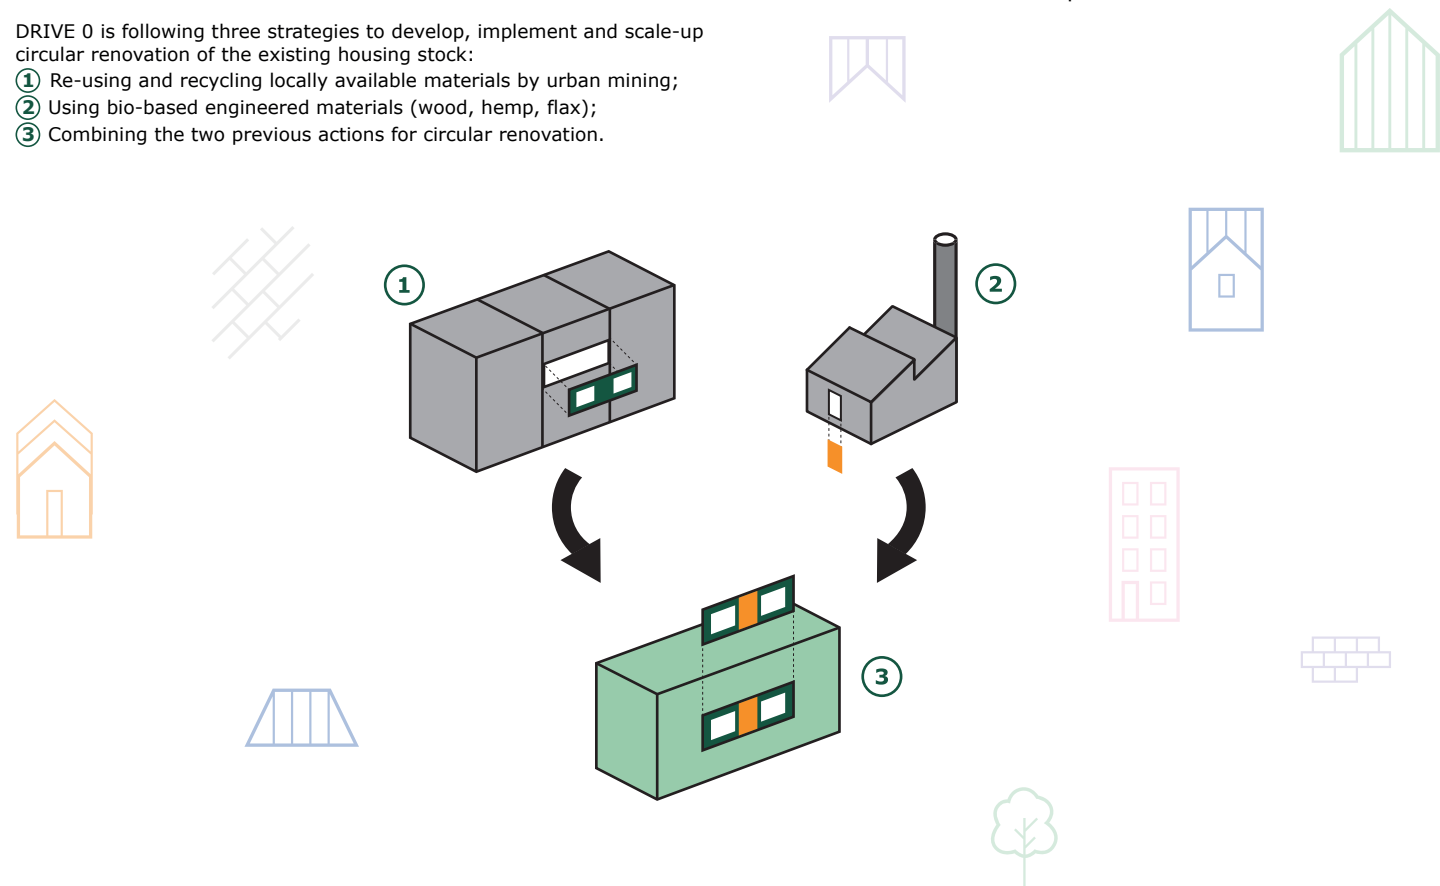 DRIVE 0 is following three strategies to develop, implement and scale-up
circular renovation of the existing housing stock:
1 Re-using and recycling locally available materials by urban mining;
2 Using bio-based engineered materials (wood, hemp, flax);
3 Combining the two previous actions for circular renovation.
1
2
3